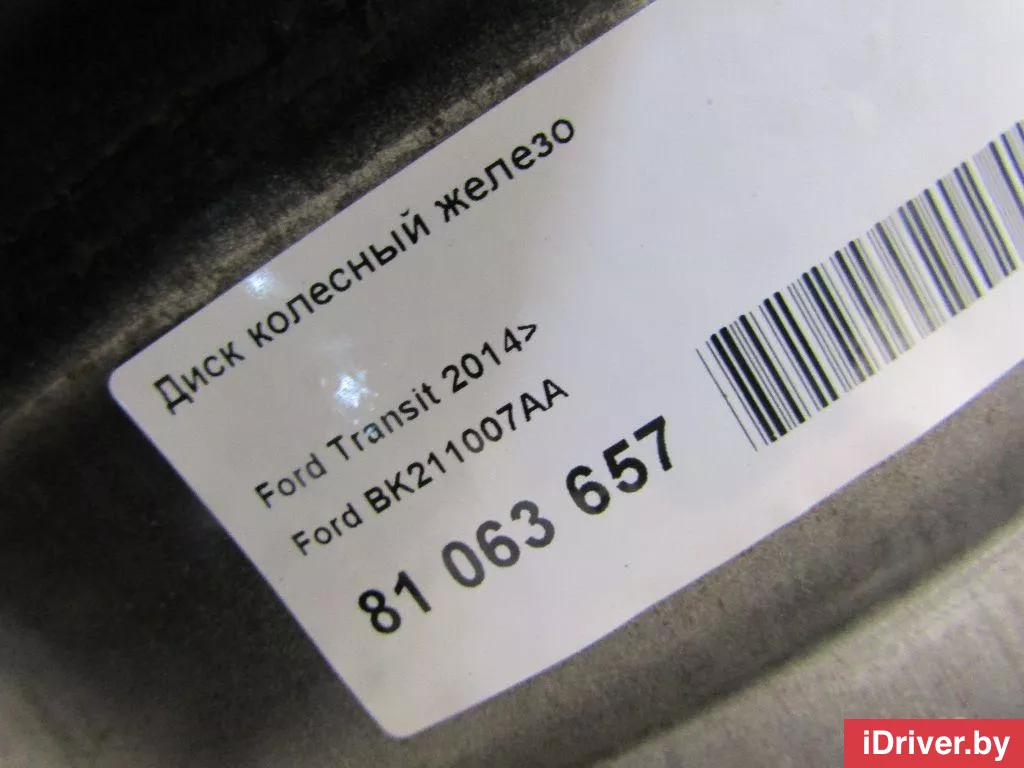 Диск колесный железо
Ford Transit 2014>
Ford BK211007AA
81 063 657
iDriver.by